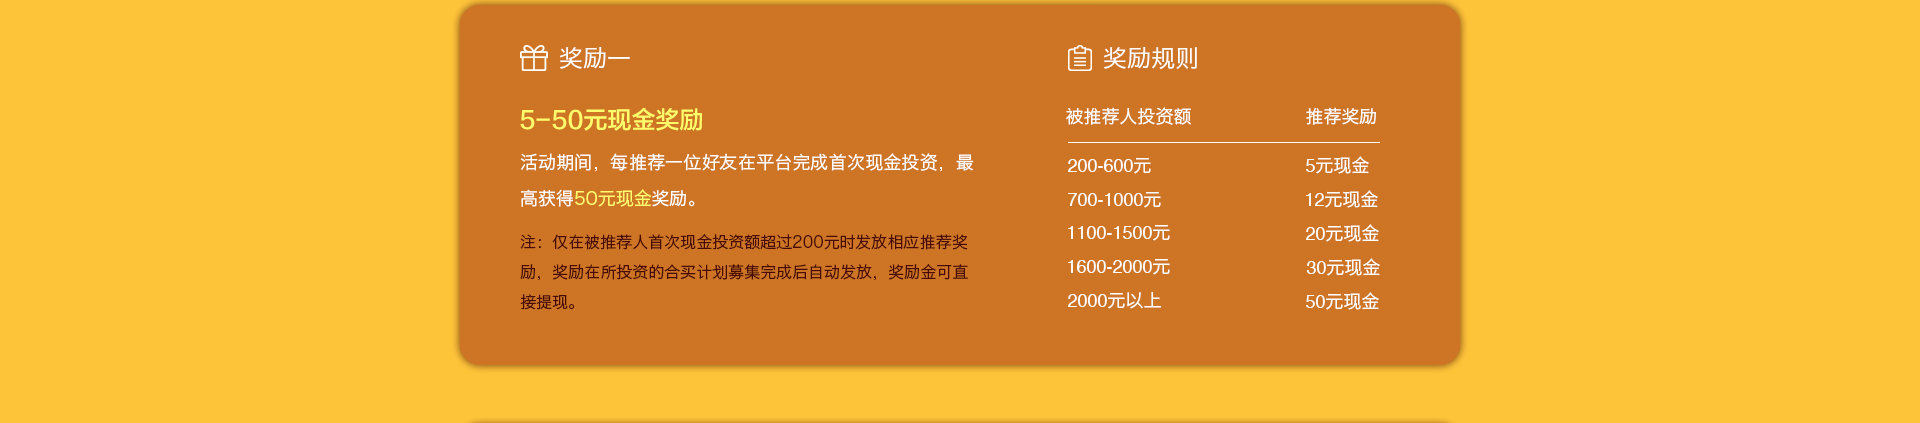 奖励一
5-50元现金奖励
活动期间，每推荐一位好友在平台完成首次现金投资，最
高获得50元现金奖励。
注：仅在被推荐人首次现金投资额超过200元时发放相应推荐奖
励，奖励在所投资的合买计划募集完成后自动发放，奖励金可直
接提现。
奖励规则
被推荐人投资额 推荐奖励
200-600元 5元现金
700-1000元 12元现金
1100-1500元 20元现金
1600-2000元 30元现金
2000元以上 50元现金